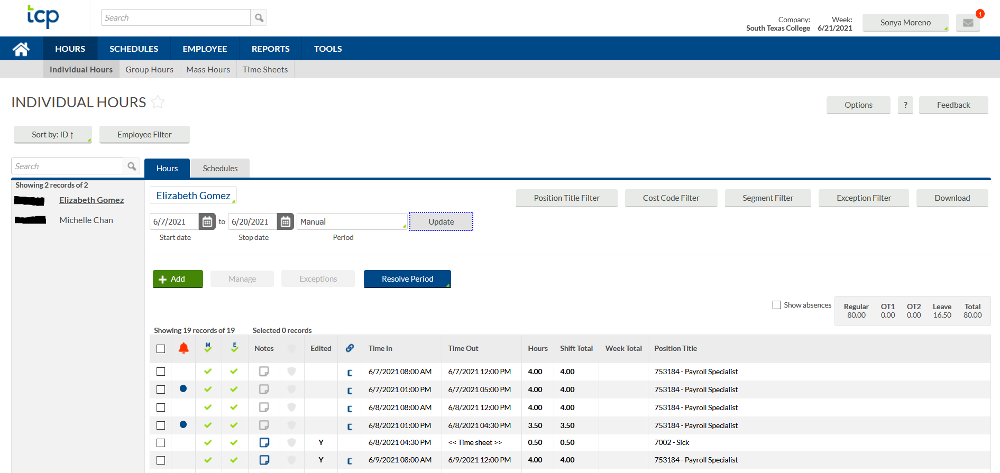 tcp
Search
Company: Week:
South Texas College 6/21/2021
Sonya Moreno
1
HOURS SCHEDULES EMPLOYEE REPORTS TOOLS
Individual Hours Group Hours Mass Hours Time Sheets
INDIVIDUAL HOURS
Options ? Feedback
Sort by: ID ↑ Employee Filter
Search
Hours Schedules
Showing 2 records of 2
Elizabeth Gomez
Michelle Chan
Elizabeth Gomez
Position Title Filter Cost Code Filter Segment Filter Exception Filter Download
6/7/2021 to 6/20/2021 Manual Update
Start date Stop date Period
+ Add Manage Exceptions Resolve Period
Show absences
Regular OT1 OT2 Leave Total
80.00 0.00 0.00 16.50 80.00
Showing 19 records of 19 Selected 0 records
M E Notes Edited Time In Time Out Hours Shift Total Week Total Position Title
C 6/7/2021 08:00 AM 6/7/2021 12:00 PM 4.00 4.00 753184 - Payroll Specialist
C 6/7/2021 01:00 PM 6/7/2021 05:00 PM 4.00 4.00 753184 - Payroll Specialist
C 6/8/2021 08:00 AM 6/8/2021 12:00 PM 4.00 4.00 753184 - Payroll Specialist
C 6/8/2021 01:00 PM 6/8/2021 04:30 PM 3.50 3.50 753184 - Payroll Specialist
Y 6/8/2021 04:30 PM << Time sheet >> 0.50 0.50 7002 - Sick
Y C 6/9/2021 08:00 AM 6/9/2021 12:00 PM 4.00 4.00 753184 - Payroll Specialist